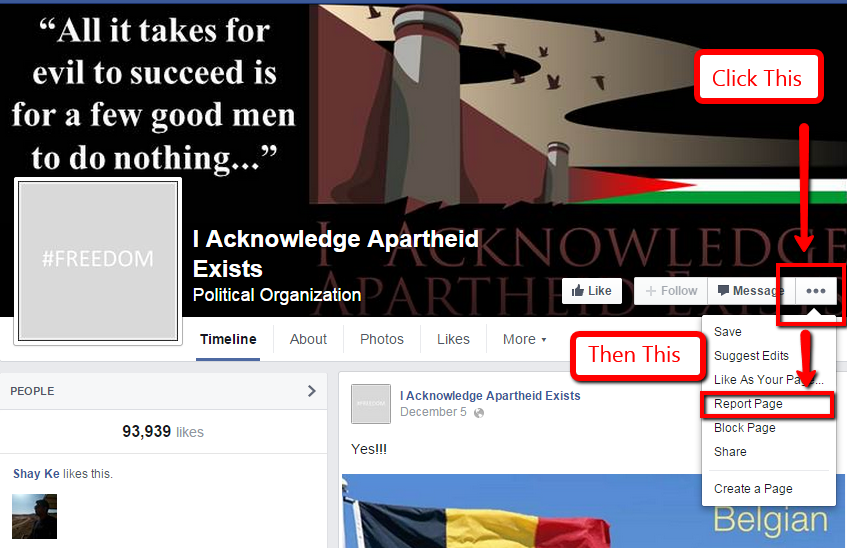 “All it takes for
evil to succeed is
for a few good men
to do nothing...”
Click This
#FREEDOM
I ACKNOWLEDGE
APARTHEID EXISTS
I Acknowledge Apartheid
Exists
Political Organization
Like
+ Follow
Message
Timeline
About
Photos
Likes
More
Then This
Save
Suggest Edits
Like As Your Page...
Report Page
Block Page
Share
Create a Page
PEOPLE
93,939 likes
Shay Ke likes this.
I Acknowledge Apartheid Exists
December 5
Yes!!!
Belgian